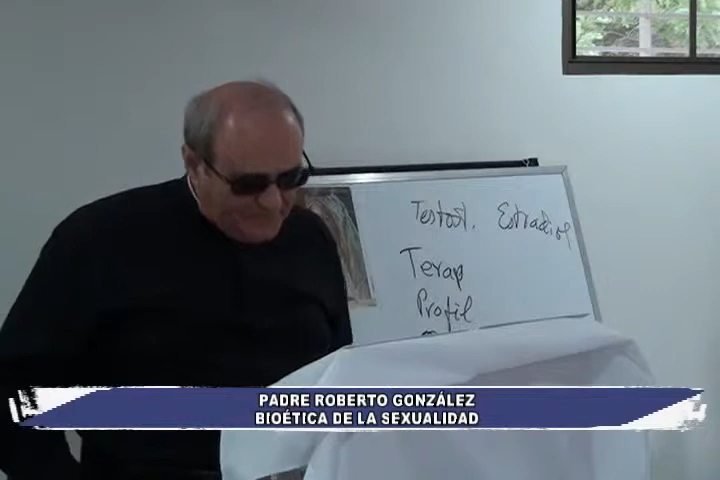 Testost. Estradiol
Terap
Profil
PADRE ROBERTO GONZÁLEZ
BIOÉTICA DE LA SEXUALIDAD